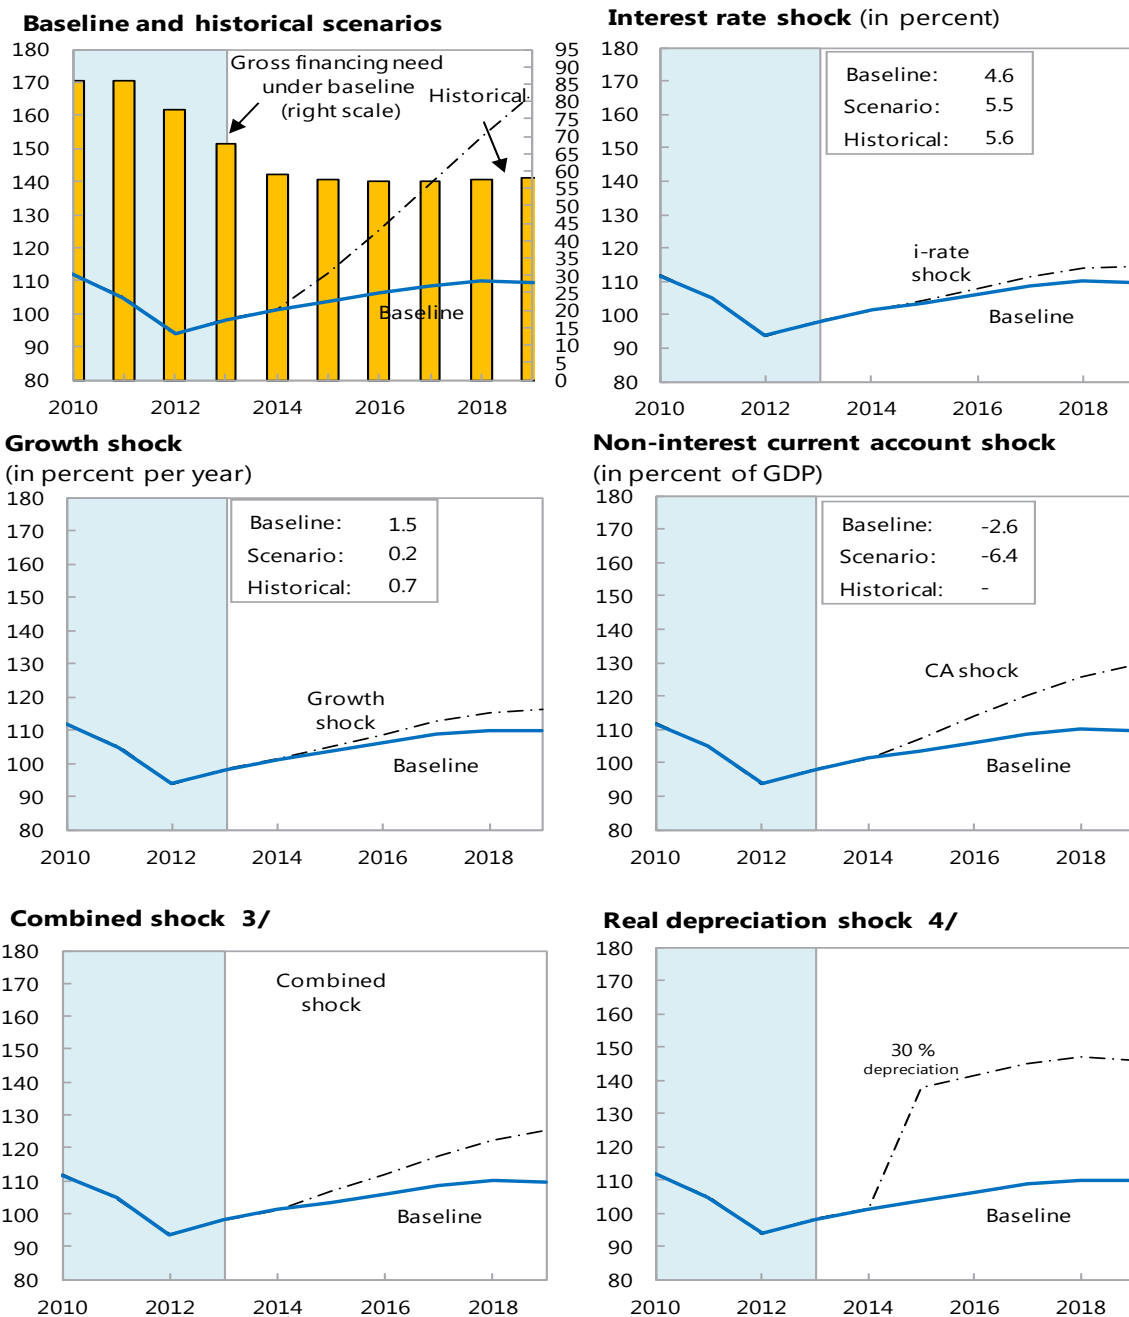 Baseline and historical scenarios
180
170
160
150
140
130
120
110
100
90
80
95
90
85
80
75
70
65
60
55
50
45
40
35
30
25
20
15
10
5
0
Gross financing need
under baseline
(right scale)
Historical
Baseline
2010 2012 2014 2016 2018
Interest rate shock (in percent)
180
170
160
150
140
130
120
110
100
90
80
Baseline: 4.6
Scenario: 5.5
Historical: 5.6
i-rate
shock
Baseline
2010 2012 2014 2016 2018
Growth shock
(in percent per year)
180
170
160
150
140
130
120
110
100
90
80
Baseline: 1.5
Scenario: 0.2
Historical: 0.7
Growth
shock
Baseline
2010 2012 2014 2016 2018
Non-interest current account shock
(in percent of GDP)
180
170
160
150
140
130
120
110
100
90
80
Baseline: -2.6
Scenario: -6.4
Historical: -
CA shock
Baseline
2010 2012 2014 2016 2018
Combined shock 3/
180
170
160
150
140
130
120
110
100
90
80
Combined
shock
Baseline
2010 2012 2014 2016 2018
Real depreciation shock 4/
180
170
160
150
140
130
120
110
100
90
80
30 %
depreciation
Baseline
2010 2012 2014 2016 2018